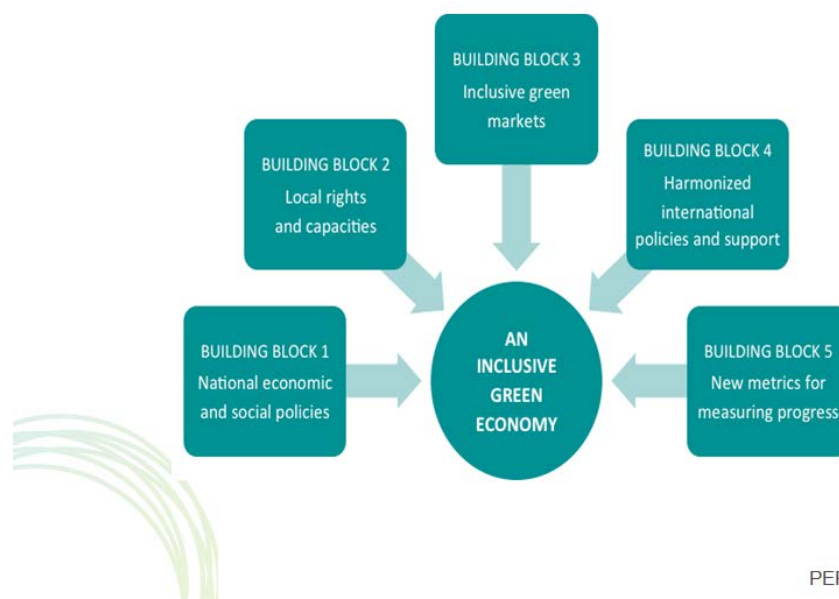 BUILDING BLOCK 3
Inclusive green
markets
BUILDING BLOCK 2
Local rights
and capacities
BUILDING BLOCK 4
Harmonized
international
policies and support
BUILDING BLOCK 1
National economic
and social policies
AN
INCLUSIVE
GREEN
ECONOMY
BUILDING BLOCK 5
New metrics for
measuring progress